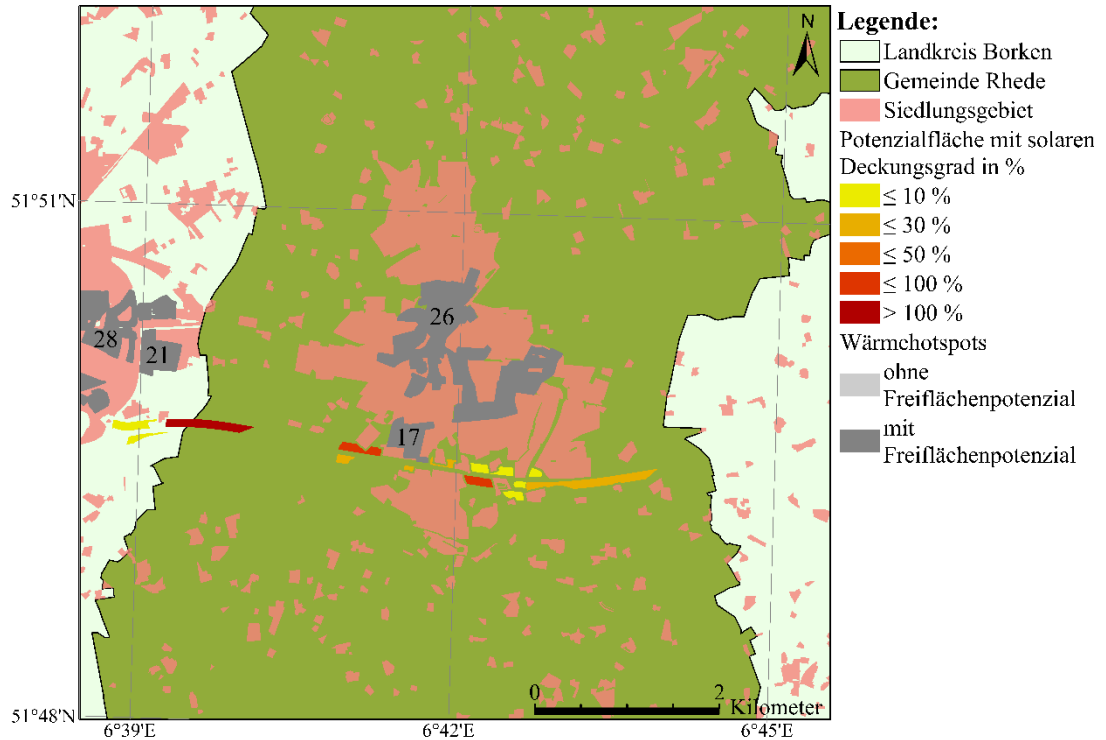 N
51°51'N
51°48'N
6°39'E
6°42'E
6°45'E
28
21
26
17
0
2
Kilometer
Legende:
Landkreis Borken
Gemeinde Rhede
Siedlungsgebiet
Potenzialfläche mit solaren
Deckungsgrad in %
≤ 10 %
≤ 30 %
≤ 50 %
≤ 100 %
> 100 %
Wärmehotspots
ohne
Freiflächenpotenzial
mit
Freiflächenpotenzial